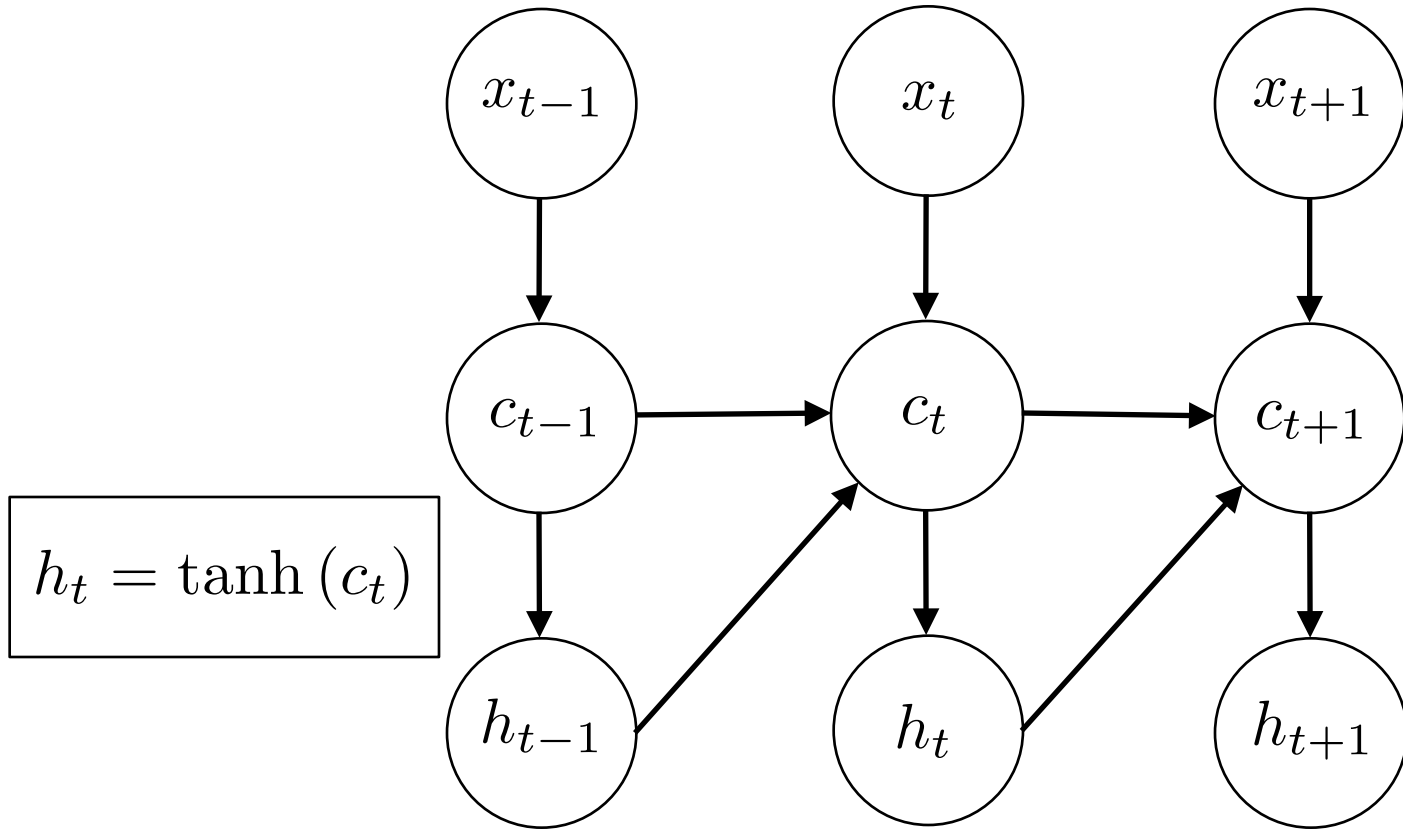 x_{t-1} x_t x_{t+1}
c_{t-1} c_t c_{t+1}
h_t = tanh (c_t)
h_{t-1} h_t h_{t+1}